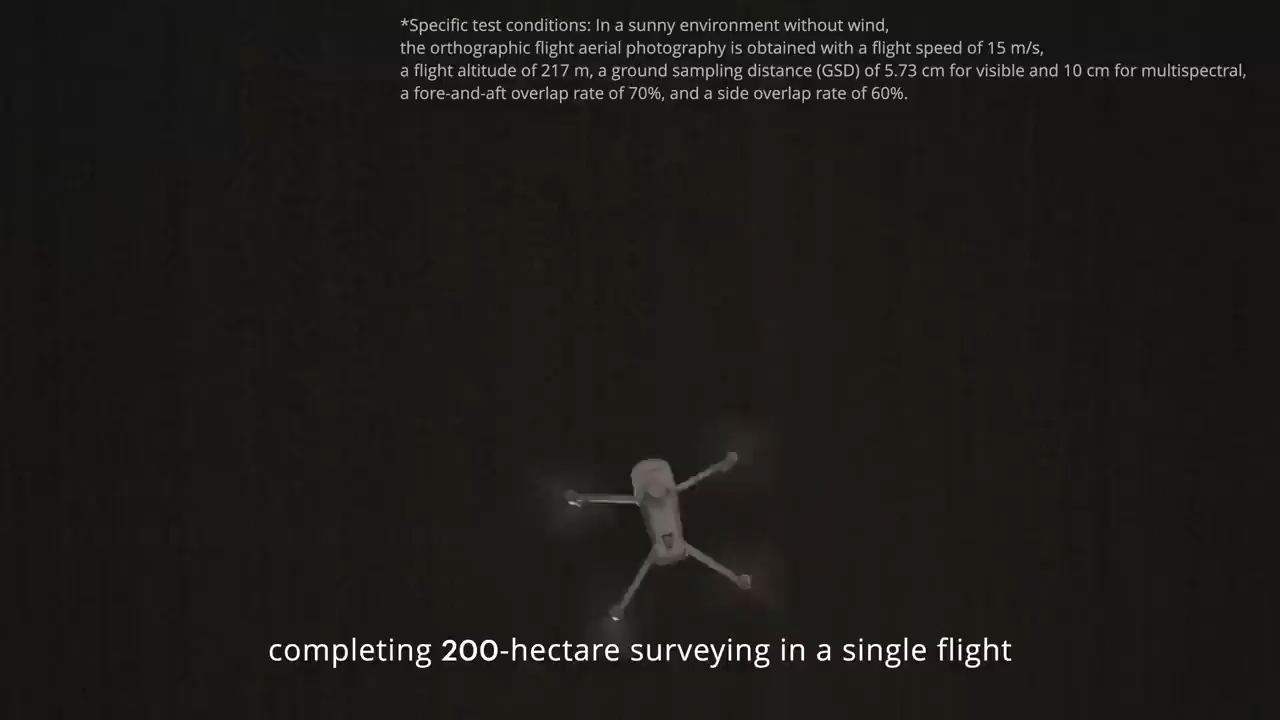 *Specific test conditions: In a sunny environment without wind,
the orthographic flight aerial photography is obtained with a flight speed of 15 m/s,
a flight altitude of 217 m, a ground sampling distance (GSD) of 5.73 cm for visible and 10 cm for multispectral,
a fore-and-aft overlap rate of 70%, and a side overlap rate of 60%.
completing 200-hectare surveying in a single flight